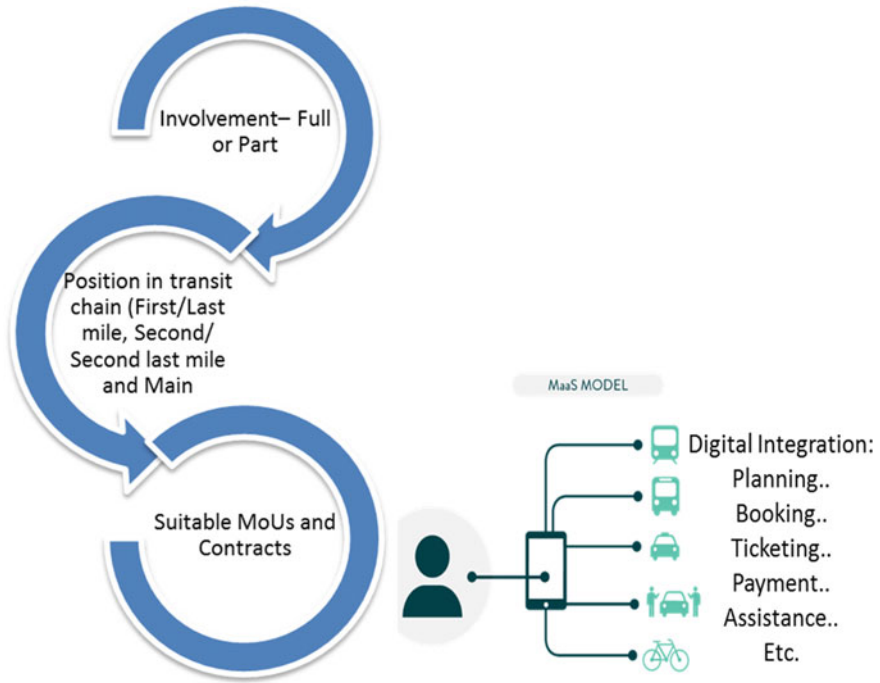 Involvement– Full
or Part
Position in transit
chain (First/Last
mile, Second/
Second last mile
and Main
Suitable MoUs and
Contracts
MaaS MODEL
Digital Integration:
Planning..
Booking..
Ticketing..
Payment..
Assistance..
Etc.